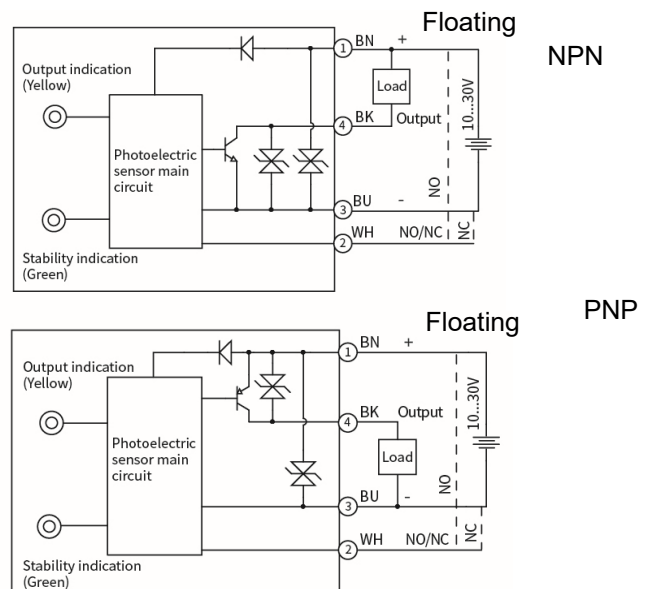 Floating
NPN
Output indication
(Yellow)
1 BN +
Load
10...30V
4 BK Output
Photoelectric
sensor main
circuit
NO
3 BU -
2 WH NO/NC
NC
Stability indication
(Green)
Floating
PNP
Output indication
(Yellow)
1 BN +
10...30V
4 BK Output
Photoelectric
sensor main
circuit
Load
NO
3 BU -
2 WH NO/NC
NC
Stability indication
(Green)